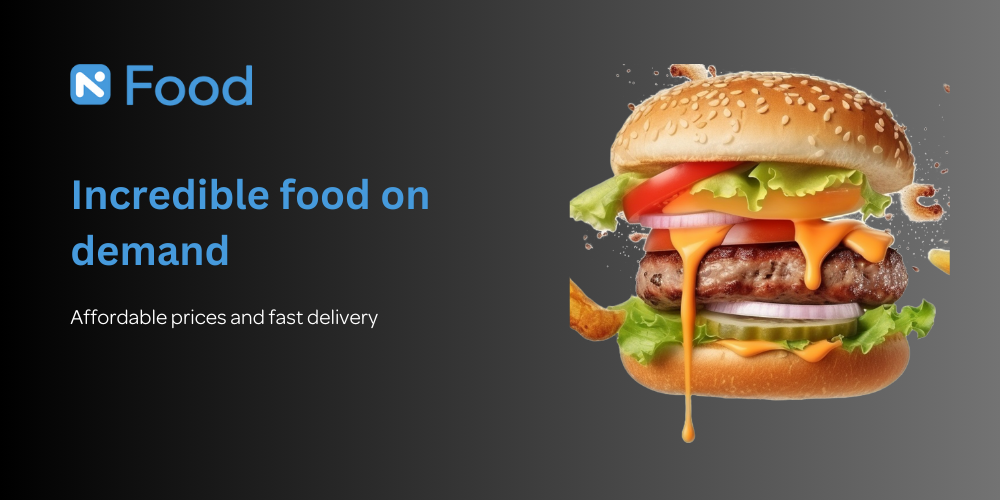 N Food
Incredible food on
demand
Affordable prices and fast delivery